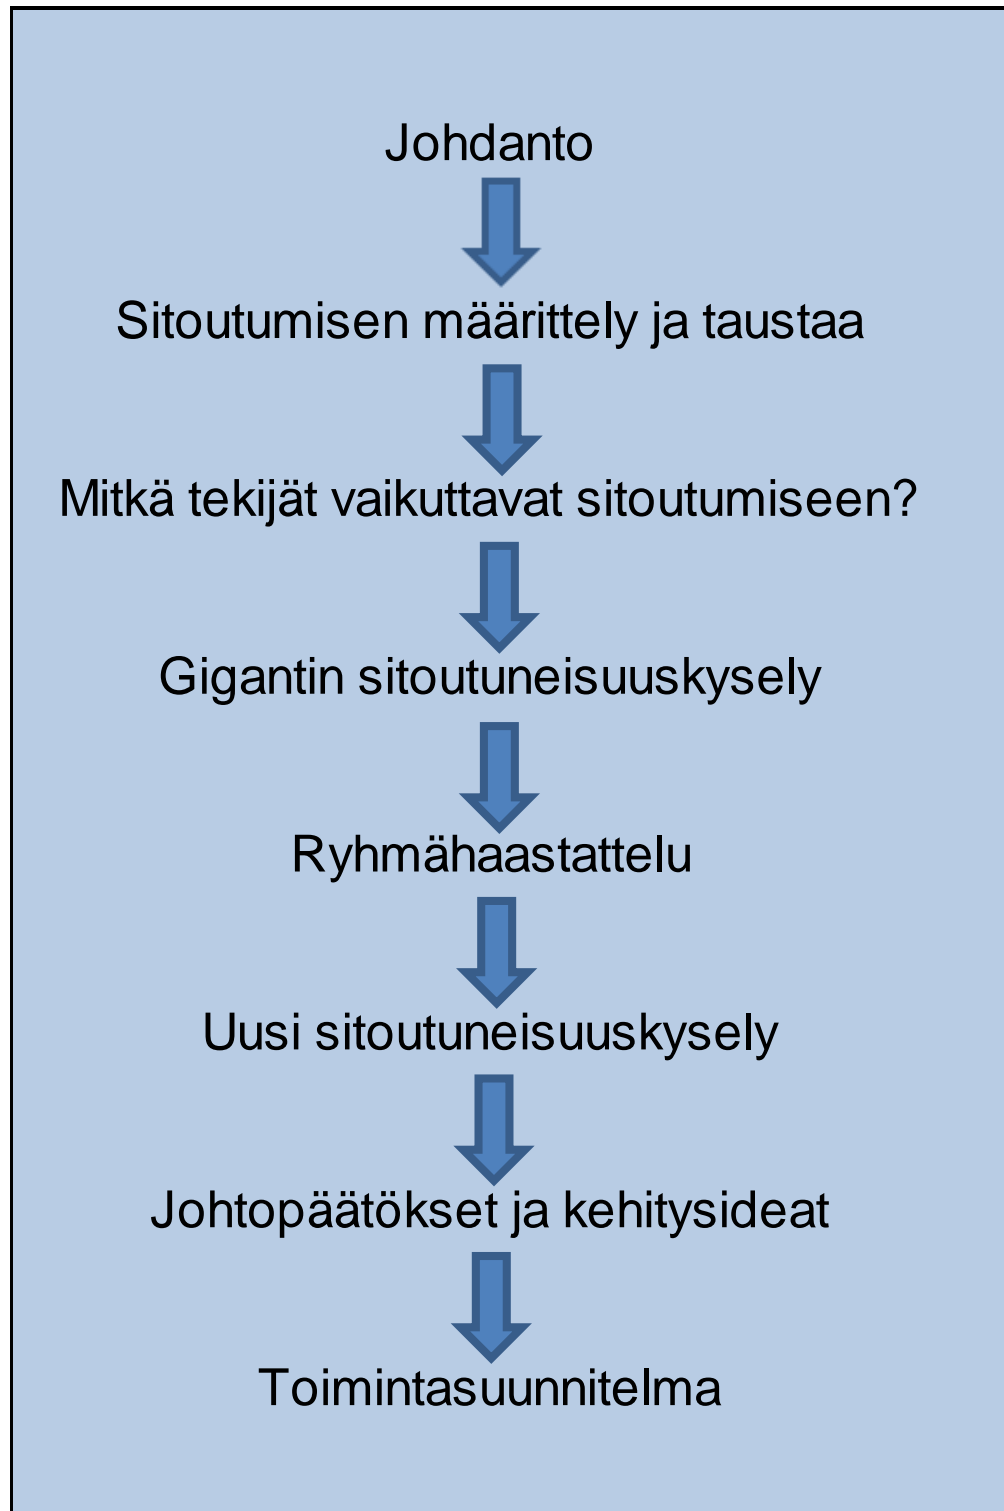 Johdanto
Sitoutumisen määrittely ja taustaa
Mitkä tekijät vaikuttavat sitoutumiseen?
Gigantin sitoutuneisuuskysely
Ryhmähaastattelu
Uusi sitoutuneisuuskysely
Johtopäätökset ja kehitysideat
Toimintasuunnitelma